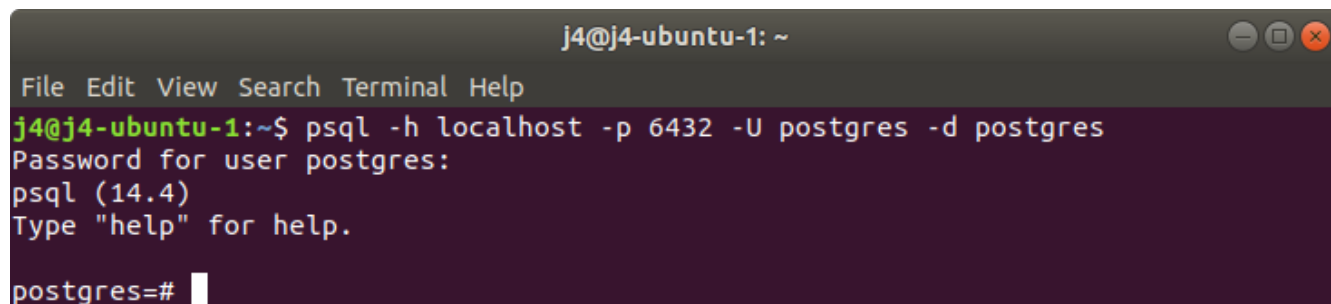 j4@j4-ubuntu-1: ~
File Edit View Search Terminal Help
j4@j4-ubuntu-1:~$ psql -h localhost -p 6432 -U postgres -d postgres
Password for user postgres:
psql (14.4)
Type "help" for help.
postgres=#